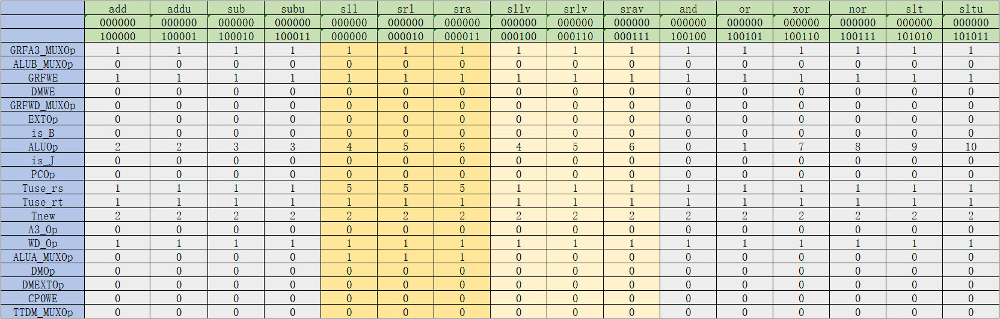 add addu sub subu sll srl sra sllv srlv srav and or xor nor slt sltu
000000 000000 000000 000000 000000 000000 000000 000000 000000 000000 000000 000000 000000 000000 000000 000000
100000 100001 100010 100011 000000 000010 000011 000100 000110 000111 100100 100101 100110 100111 101010 101011
GRFA3_MUXOp 1 1 1 1 1 1 1 1 1 1 1 1 1 1 1 1
ALUB_MUXOp 0 0 0 0 0 0 0 0 0 0 0 0 0 0 0 0
GRFWE 1 1 1 1 1 1 1 1 1 1 1 1 1 1 1 1
DMWE 0 0 0 0 0 0 0 0 0 0 0 0 0 0 0 0
GRFWD_MUXOp 0 0 0 0 0 0 0 0 0 0 0 0 0 0 0 0
EXTOp 0 0 0 0 0 0 0 0 0 0 0 0 0 0 0 0
is_B 0 0 0 0 0 0 0 0 0 0 0 0 0 0 0 0
ALUOp 2 2 3 3 4 5 6 4 5 6 0 1 7 8 9 10
is_J 0 0 0 0 0 0 0 0 0 0 0 0 0 0 0 0
PCOp 0 0 0 0 0 0 0 0 0 0 0 0 0 0 0 0
Tuse_rs 1 1 1 1 5 5 5 1 1 1 1 1 1 1 1 1
Tuse_rt 1 1 1 1 1 1 1 1 1 1 1 1 1 1 1 1
Tnew 2 2 2 2 2 2 2 2 2 2 2 2 2 2 2 2
A3_Op 0 0 0 0 0 0 0 0 0 0 0 0 0 0 0 0
WD_Op 1 1 1 1 1 1 1 1 1 1 1 1 1 1 1 1
ALUA_MUXOp 0 0 0 0 1 1 1 0 0 0 0 0 0 0 0 0
DMOp 0 0 0 0 0 0 0 0 0 0 0 0 0 0 0 0
DMEXTOp 0 0 0 0 0 0 0 0 0 0 0 0 0 0 0 0
CP0WE 0 0 0 0 0 0 0 0 0 0 0 0 0 0 0 0
TTDM_MUXOp 0 0 0 0 0 0 0 0 0 0 0 0 0 0 0 0